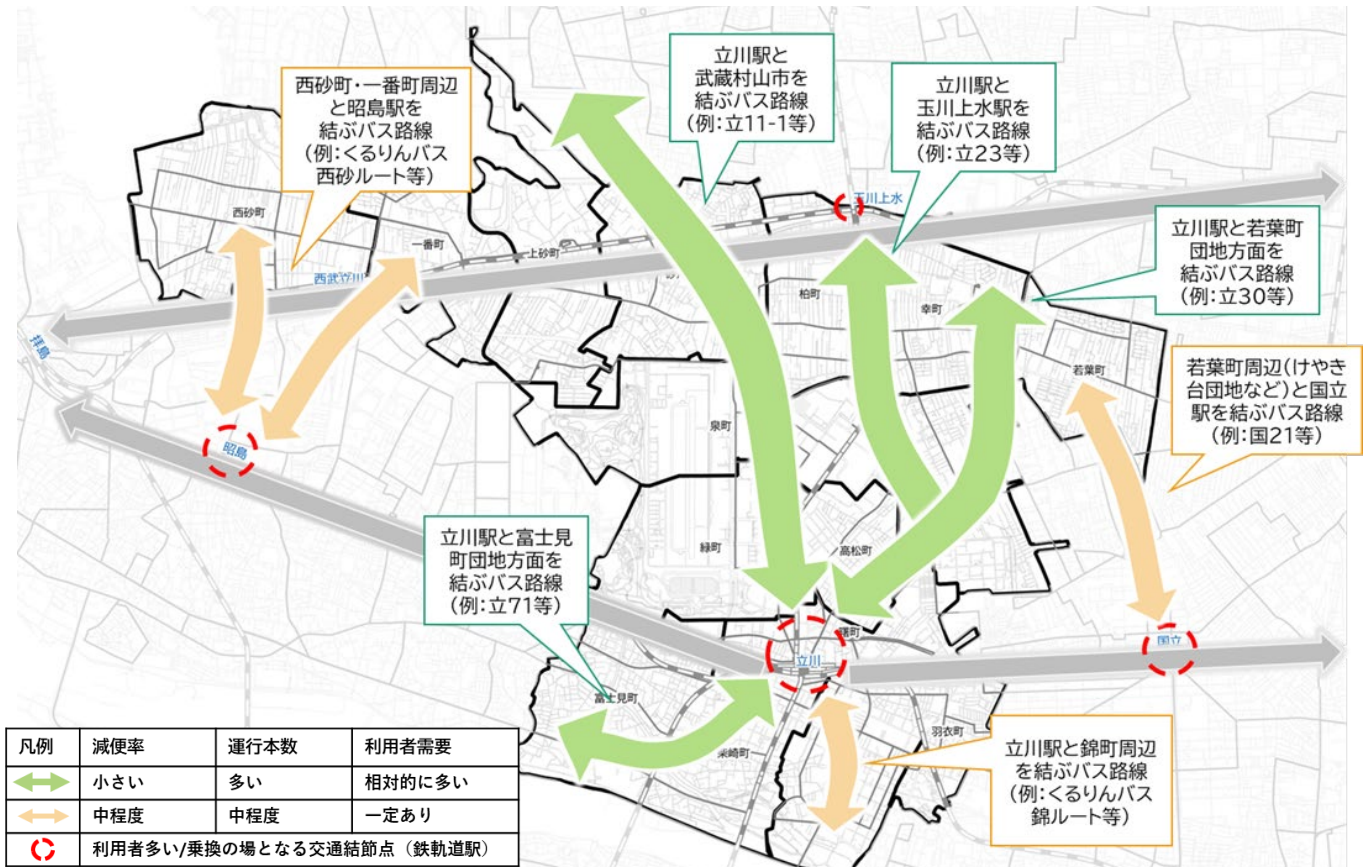 西砂町・一番町周辺
と昭島駅を
結ぶバス路線
(例:くるりんバス
西砂ルート等)
立川駅と
武蔵村山市を
結ぶバス路線
(例:立11-1等)
立川駅と
玉川上水駅を
結ぶバス路線
(例:立23等)
玉川上水
立川駅と若葉町
団地方面を
結ぶバス路線
(例:立30等)
西砂町
一番町
上砂町
西武立川
柏町
幸町
拝島
若葉町
若葉町周辺(けやき
台団地など)と国立
駅を結ぶバス路線
(例:国21等)
昭島
泉町
緑町
高松町
立川駅と富士見
町団地方面を
結ぶバス路線
(例:立71等)
曙町
立川
国立
富士見町
柴崎町
羽衣町
立川駅と錦町周辺
を結ぶバス路線
(例:くるりんバス
錦ルート等)
凡例 減便率 運行本数 利用者需要
小さい 多い 相対的に多い
中程度 中程度 一定あり
利用者多い/乗換の場となる交通結節点(鉄軌道駅)